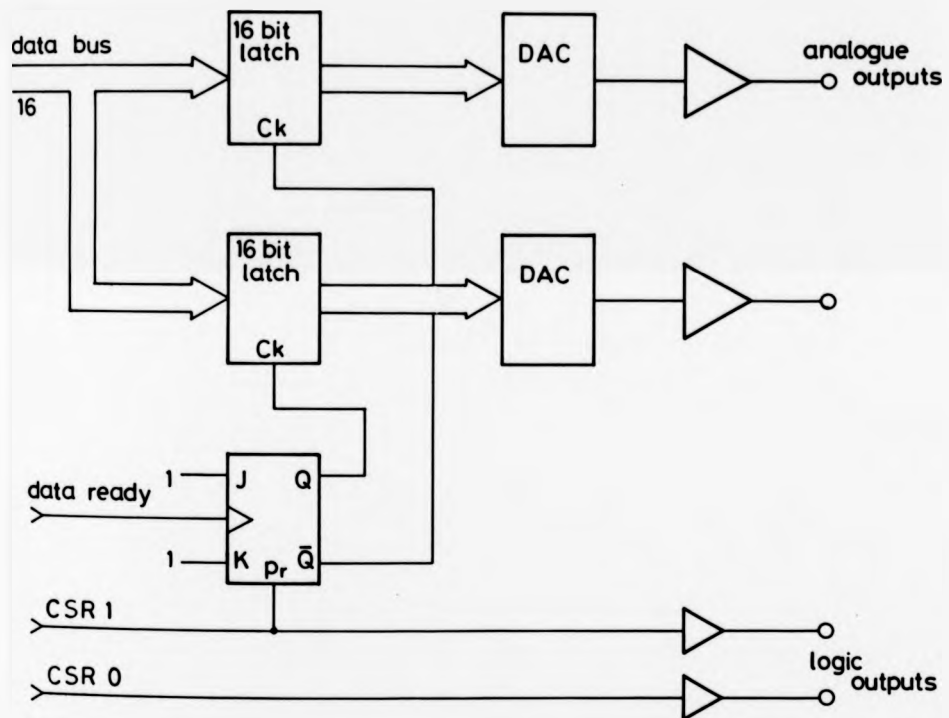 data bus
16
16 bit
latch
Ck
DAC
analogue
outputs
16 bit
latch
Ck
DAC
1
J
Q
data ready
1
K
pr
Q̅
CSR 1
CSR 0
logic
outputs